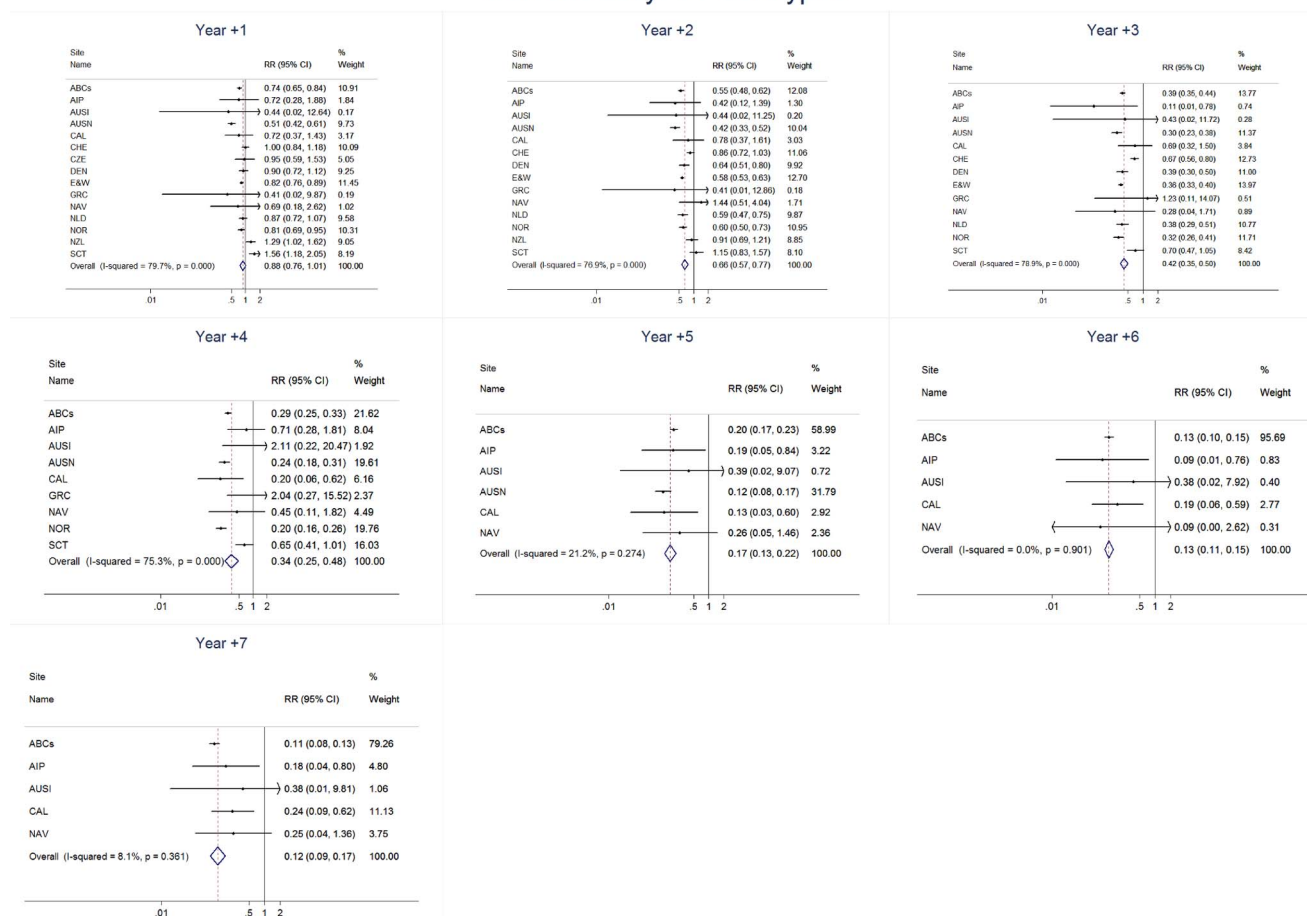 Year +1
Site %
Name RR (95% CI) Weight
ABCs 0.74 (0.65, 0.84) 10.91
AIP 0.72 (0.28, 1.88) 1.84
AUSI 0.44 (0.02, 12.64) 0.17
AUSN 0.51 (0.42, 0.61) 9.73
CAL 0.72 (0.37, 1.43) 3.17
CHE 1.00 (0.84, 1.18) 10.09
CZE 0.95 (0.59, 1.53) 5.05
DEN 0.90 (0.72, 1.12) 9.25
E&W 0.82 (0.76, 0.89) 11.45
GRC 0.41 (0.02, 9.87) 0.19
NAV 0.69 (0.18, 2.62) 1.02
NLD 0.87 (0.72, 1.07) 9.58
NOR 0.81 (0.69, 0.95) 10.31
NZL 1.29 (1.02, 1.62) 9.05
SCT 1.56 (1.18, 2.05) 8.19
Overall (I-squared = 79.7%, p = 0.000) 0.88 (0.76, 1.01) 100.00
.01 .5 1 2
Year +2
Site %
Name RR (95% CI) Weight
ABCs 0.55 (0.48, 0.62) 12.08
AIP 0.42 (0.12, 1.39) 1.30
AUSI 0.44 (0.02, 11.25) 0.20
AUSN 0.42 (0.33, 0.52) 10.04
CAL 0.78 (0.37, 1.61) 3.03
CHE 0.86 (0.72, 1.03) 11.06
DEN 0.64 (0.51, 0.80) 9.92
E&W 0.58 (0.53, 0.63) 12.70
GRC 0.41 (0.01, 12.86) 0.18
NAV 1.44 (0.51, 4.04) 1.71
NLD 0.59 (0.47, 0.75) 9.87
NOR 0.60 (0.50, 0.73) 10.95
NZL 0.91 (0.69, 1.21) 8.85
SCT 1.15 (0.83, 1.57) 8.10
Overall (I-squared = 76.9%, p = 0.000) 0.66 (0.57, 0.77) 100.00
.01 .5 1 2
Year +3
Site %
Name RR (95% CI) Weight
ABCs 0.39 (0.35, 0.44) 13.77
AIP 0.11 (0.01, 0.78) 0.74
AUSI 0.43 (0.02, 11.72) 0.28
AUSN 0.30 (0.23, 0.38) 11.37
CAL 0.69 (0.32, 1.50) 3.84
CHE 0.67 (0.56, 0.80) 12.73
DEN 0.39 (0.30, 0.50) 11.00
E&W 0.36 (0.33, 0.40) 13.97
GRC 1.23 (0.11, 14.07) 0.51
NAV 0.28 (0.04, 1.71) 0.89
NLD 0.38 (0.29, 0.51) 10.77
NOR 0.32 (0.26, 0.41) 11.71
SCT 0.70 (0.47, 1.05) 8.42
Overall (I-squared = 78.9%, p = 0.000) 0.42 (0.35, 0.50) 100.00
.01 .5 1 2
Year +4
Site %
Name RR (95% CI) Weight
ABCs 0.29 (0.25, 0.33) 21.62
AIP 0.71 (0.28, 1.81) 8.04
AUSI 2.11 (0.22, 20.47) 1.92
AUSN 0.24 (0.18, 0.31) 19.61
CAL 0.20 (0.06, 0.62) 6.16
GRC 2.04 (0.27, 15.52) 2.37
NAV 0.45 (0.11, 1.82) 4.49
NOR 0.20 (0.16, 0.26) 19.76
SCT 0.65 (0.41, 1.01) 16.03
Overall (I-squared = 75.3%, p = 0.000) 0.34 (0.25, 0.48) 100.00
.01 .5 1 2
Year +5
Site %
Name RR (95% CI) Weight
ABCs 0.20 (0.17, 0.23) 58.99
AIP 0.19 (0.05, 0.84) 3.22
AUSI 0.39 (0.02, 9.07) 0.72
AUSN 0.12 (0.08, 0.17) 31.79
CAL 0.13 (0.03, 0.60) 2.92
NAV 0.26 (0.05, 1.46) 2.36
Overall (I-squared = 21.2%, p = 0.274) 0.17 (0.13, 0.22) 100.00
.01 .5 1 2
Year +6
Site %
Name RR (95% CI) Weight
ABCs 0.13 (0.10, 0.15) 95.69
AIP 0.09 (0.01, 0.76) 0.83
AUSI 0.38 (0.02, 7.92) 0.40
CAL 0.19 (0.06, 0.59) 2.77
NAV 0.09 (0.00, 2.62) 0.31
Overall (I-squared = 0.0%, p = 0.901) 0.13 (0.11, 0.15) 100.00
.01 .5 1 2
Year +7
Site %
Name RR (95% CI) Weight
ABCs 0.11 (0.08, 0.13) 79.26
AIP 0.18 (0.04, 0.80) 4.80
AUSI 0.38 (0.01, 9.81) 1.06
CAL 0.24 (0.09, 0.62) 11.13
NAV 0.25 (0.04, 1.36) 3.75
Overall (I-squared = 8.1%, p = 0.361) 0.12 (0.09, 0.17) 100.00
.01 .5 1 2